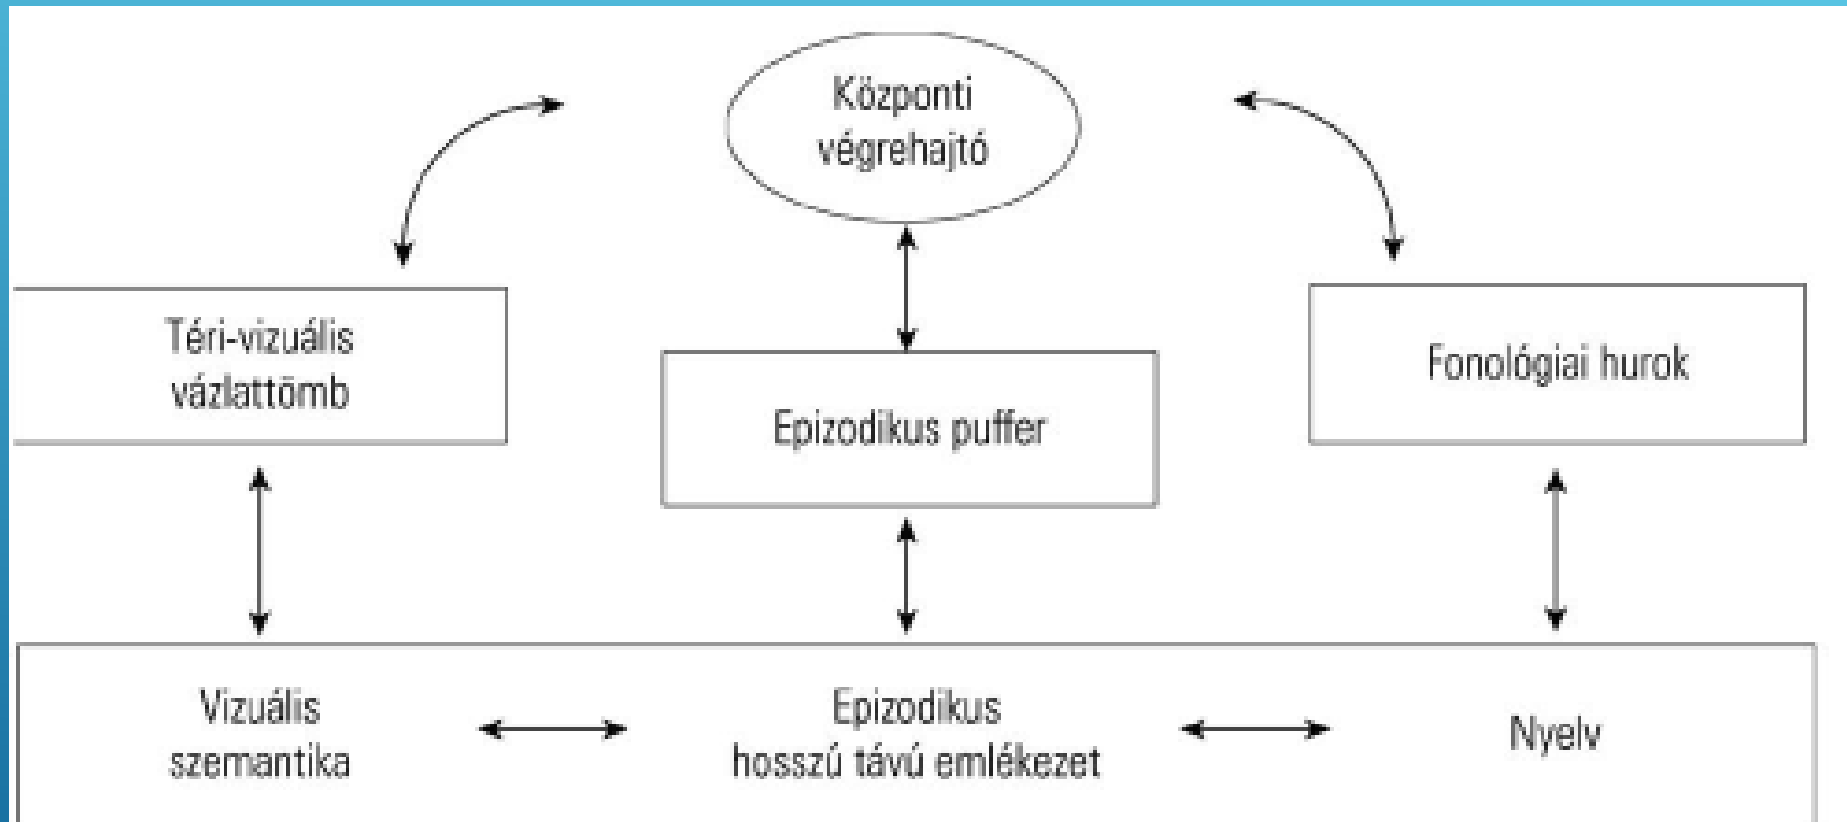 Központi
végrehajtó
Téri-vizuális
vázlattömb
Epizodikus puffer
Fonológiai hurok
Vizuális
szemantika
Epizodikus
hosszú távú emlékezet
Nyelv